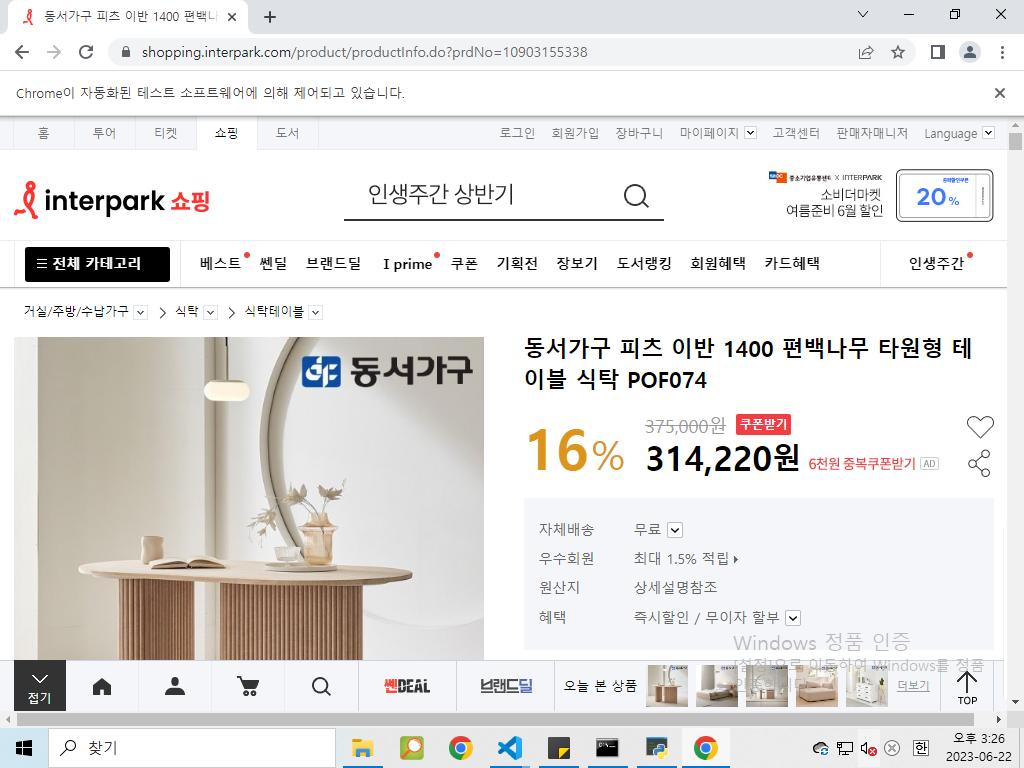 동서가구 피츠 이반 1400 편백나
shopping.interpark.com/product/productInfo.do?prdNo=10903155338
Chrome이 자동화된 테스트 소프트웨어에 의해 제어되고 있습니다.
홈 투어 티켓 쇼핑 도서 로그인 회원가입 장바구니 마이페이지 고객센터 판매자매니저 Language
interpark 쇼핑
인생주간 상반기
중소기업유통센터 X INTERPARK
소비더마켓
여름준비 6월 할인
중복할인쿠폰
20%
전체 카테고리 베스트 쎈딜 브랜드딜 I prime 쿠폰 기획전 장보기 도서랭킹 회원혜택 카드혜택 인생주간
거실/주방/수납가구 식탁 식탁테이블
동서가구
동서가구 피츠 이반 1400 편백나무 타원형 테
이블 식탁 POF074
16%
375,000원 쿠폰받기
314,220원 6천원 중복쿠폰받기 AD
자체배송 무료
우수회원 최대 1.5% 적립
원산지 상세설명참조
혜택 즉시할인 / 무이자 할부
Windows 정품 인증
[설정]으로 이동하여 Windows를 정품
접기
쎈DEAL
브랜드딜
오늘 본 상품
더보기
TOP
찾기
한
오후 3:26
2023-06-22